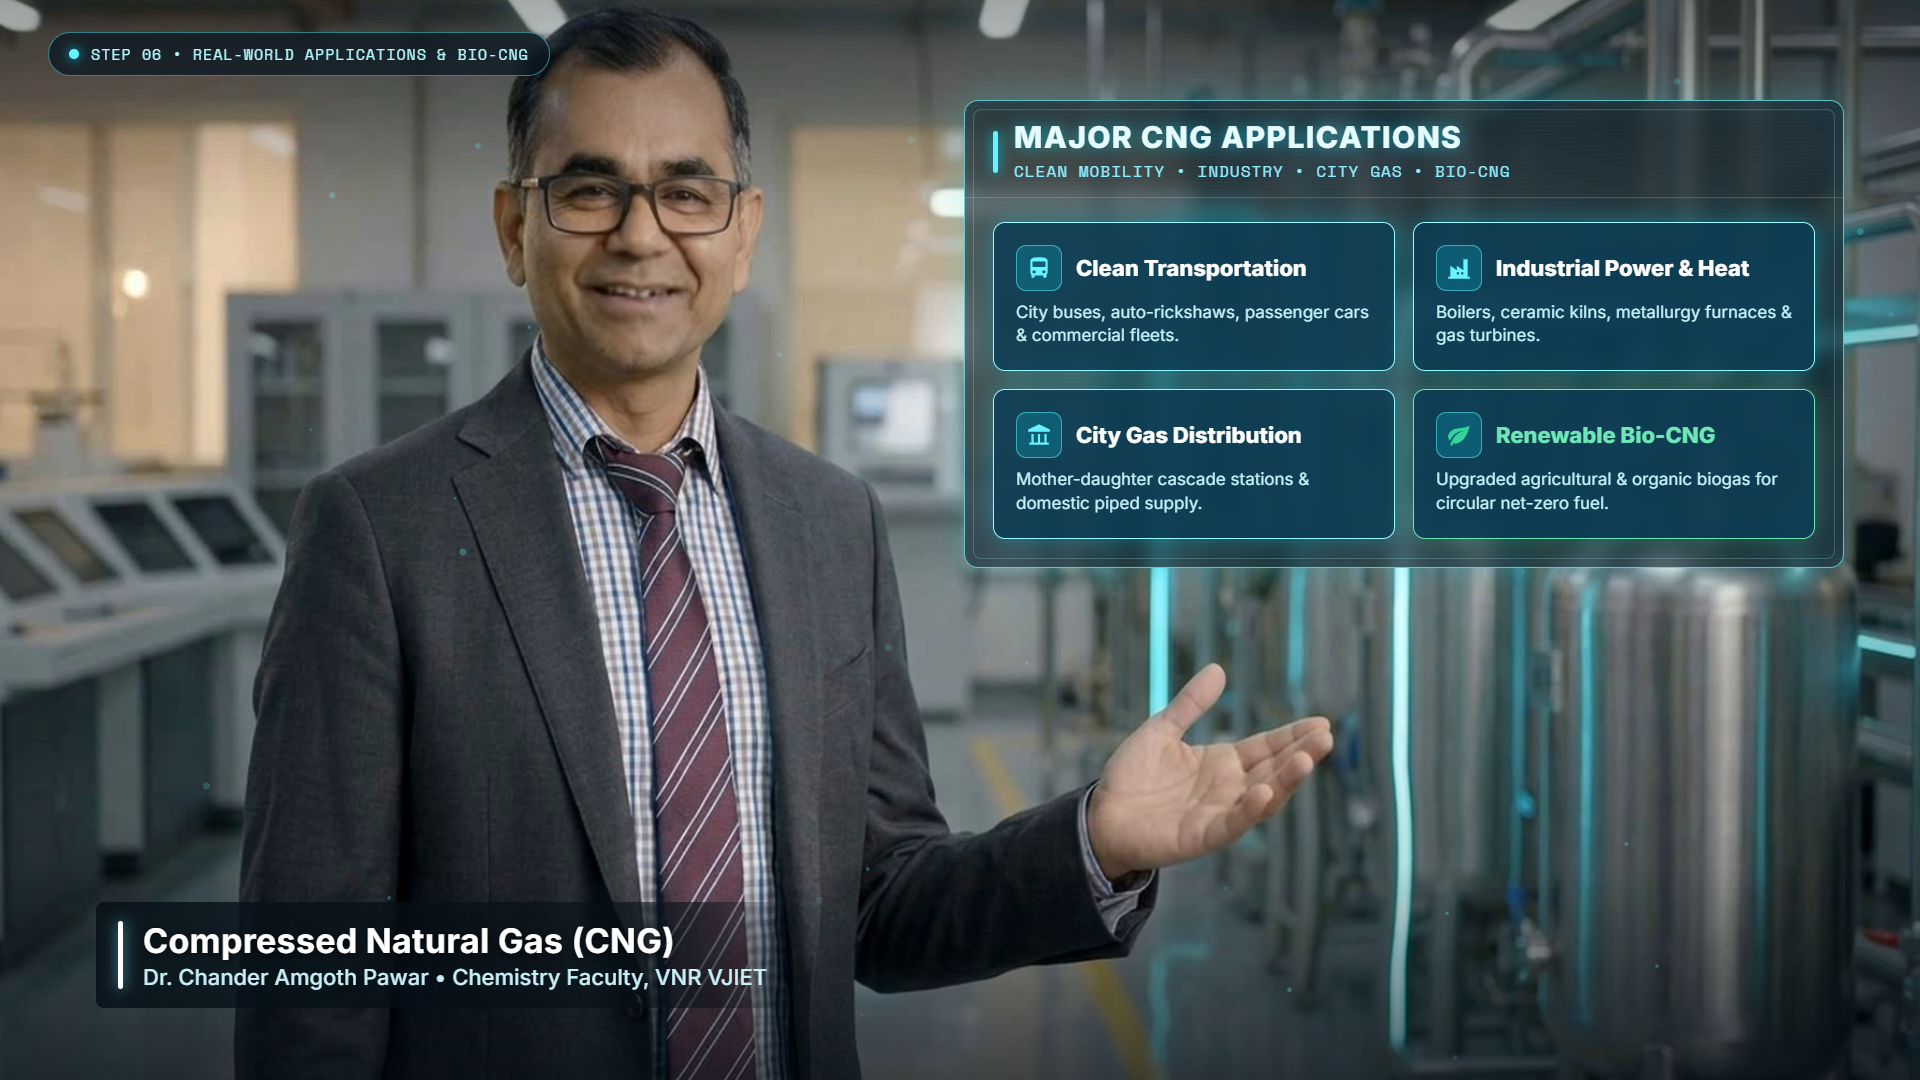 STEP 06 • REAL-WORLD APPLICATIONS & BIO-CNG
MAJOR CNG APPLICATIONS
CLEAN MOBILITY • INDUSTRY • CITY GAS • BIO-CNG
Clean Transportation
City buses, auto-rickshaws, passenger cars
& commercial fleets.
Industrial Power & Heat
Boilers, ceramic kilns, metallurgy furnaces &
gas turbines.
City Gas Distribution
Mother-daughter cascade stations &
domestic piped supply.
Renewable Bio-CNG
Upgraded agricultural & organic biogas for
circular net-zero fuel.
Compressed Natural Gas (CNG)
Dr. Chander Amgoth Pawar • Chemistry Faculty, VNR VJIET